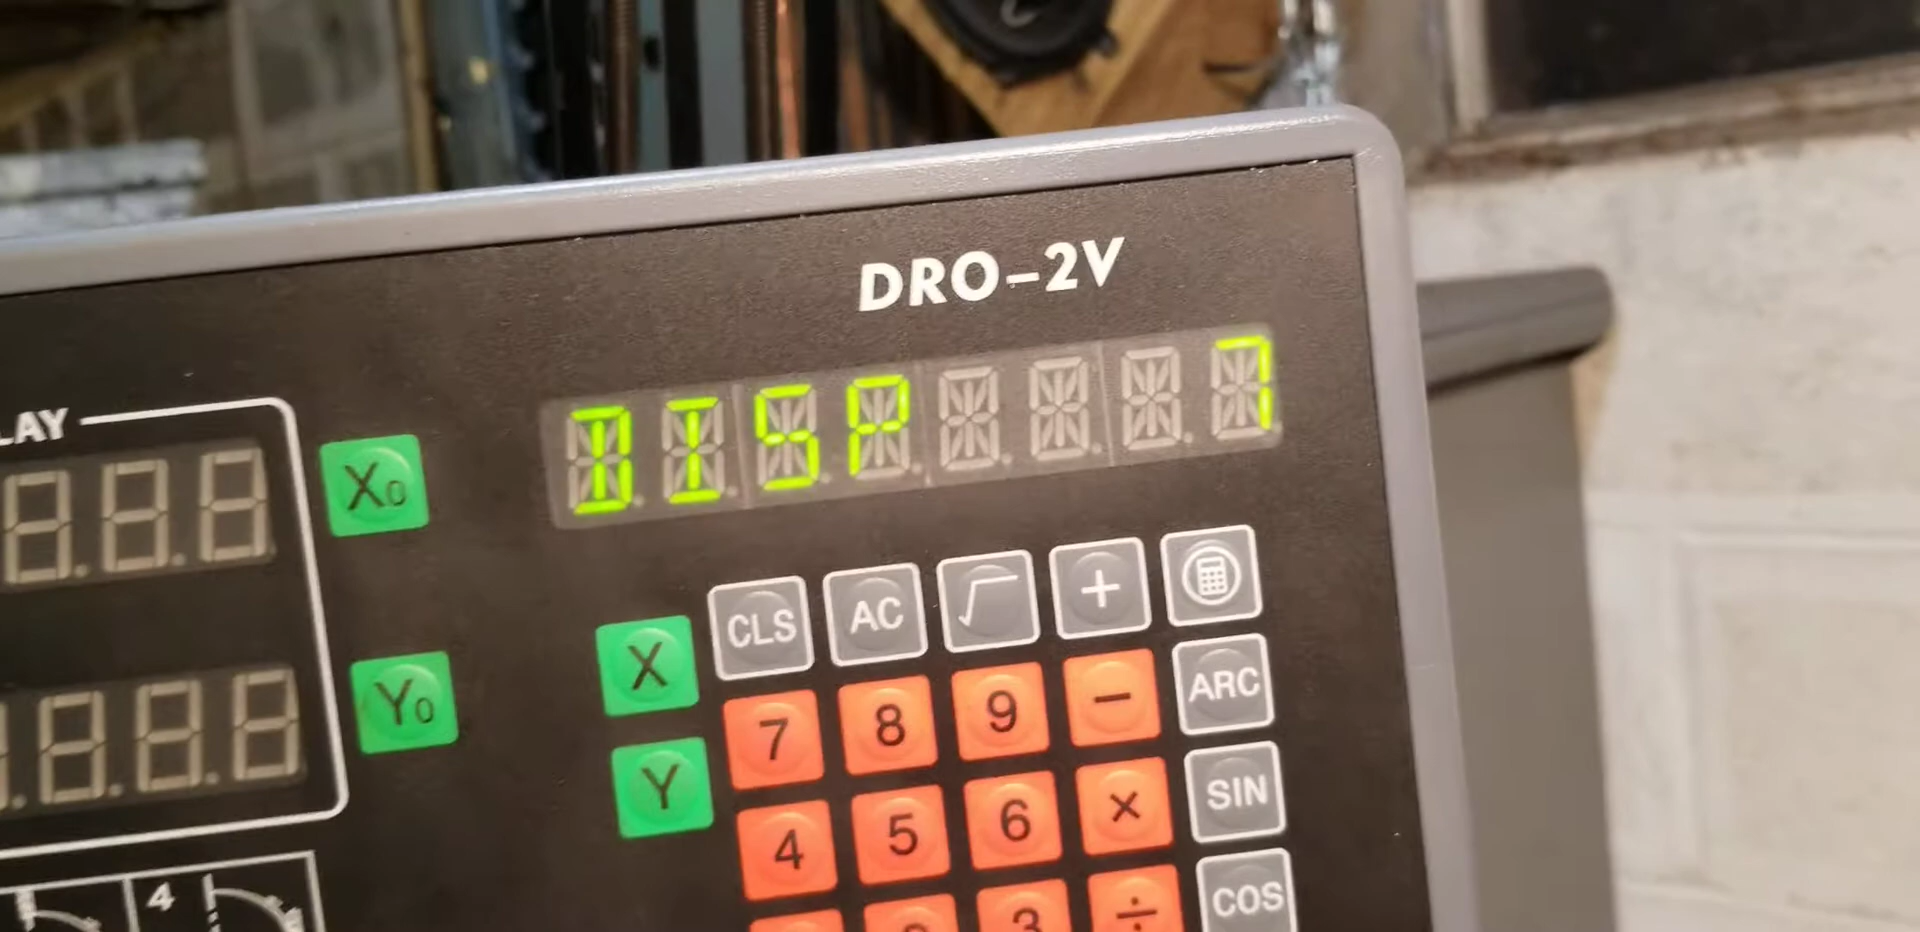 DRO-2V
DISP 7
LAY
X0
CLS AC √ +
X
ARC
7 8 9 −
Y0
Y
SIN
4 5 6 ×
COS
3 ÷
4